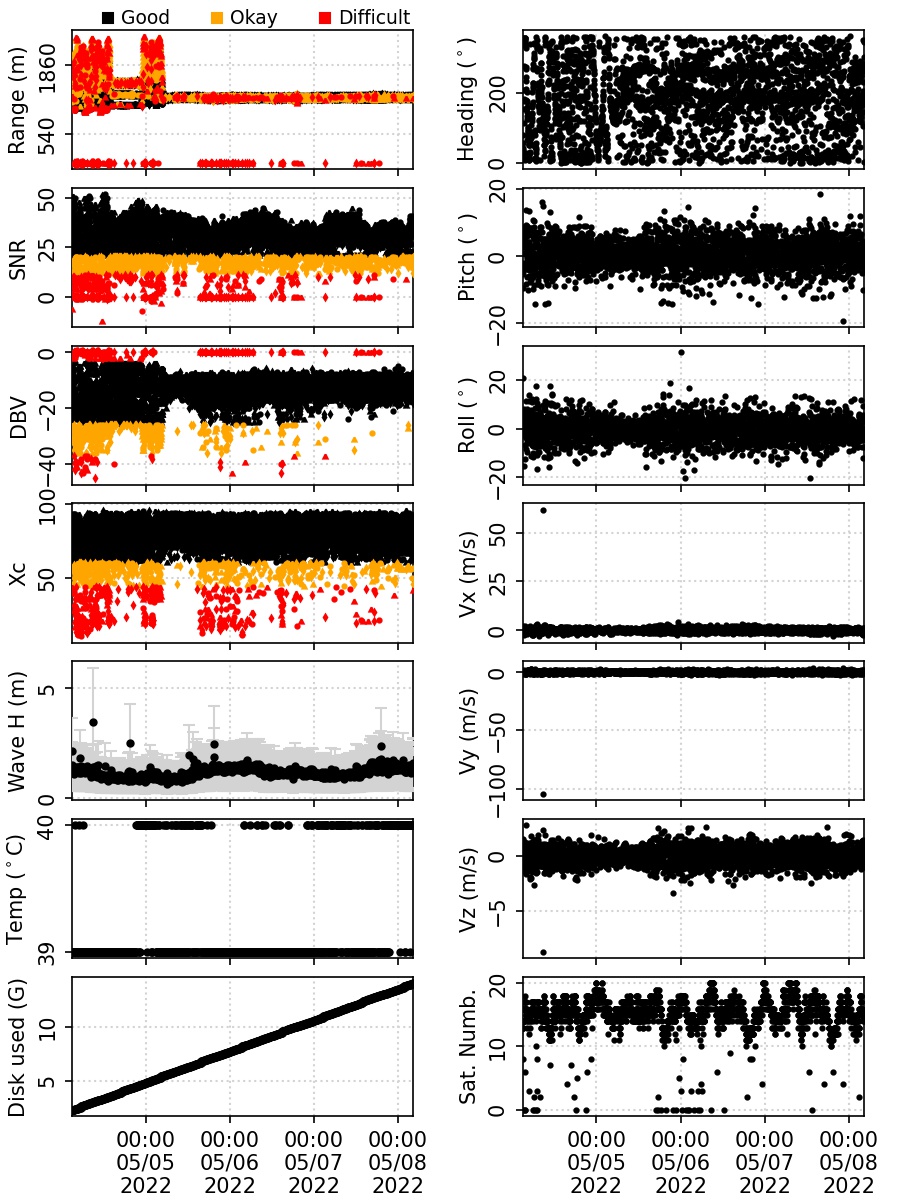 Good Okay Difficult
Range (m)
1860
540
Heading (°)
200
0
SNR
50
25
0
Pitch (°)
20
0
−20
DBV
0
−20
−40
Roll (°)
20
0
−20
Xc
100
50
Vx (m/s)
50
25
0
Wave H (m)
5
0
Vy (m/s)
0
−50
−100
Temp (°C)
40
39
Vz (m/s)
0
−5
Disk used (G)
10
5
Sat. Numb.
20
10
0
00:00 00:00 00:00 00:00 00:00 00:00 00:00 00:00
05/05 05/06 05/07 05/08 05/05 05/06 05/07 05/08
2022 2022 2022 2022 2022 2022 2022 2022